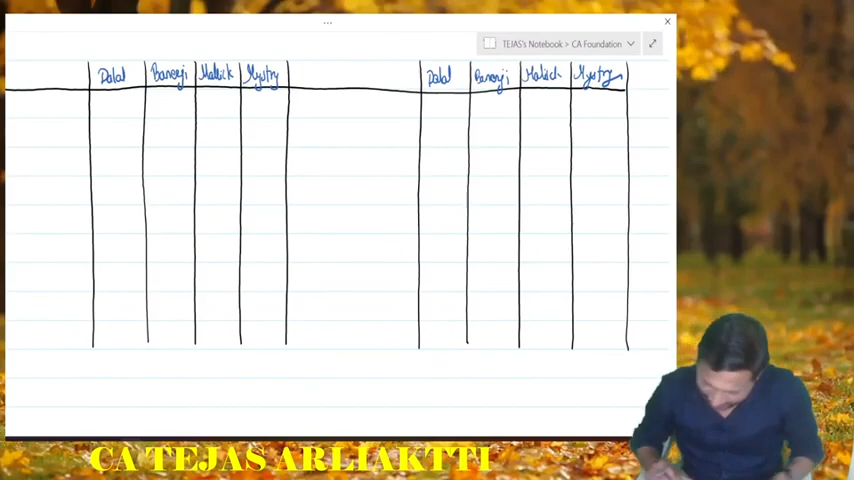 TEJAS's Notebook > CA Foundation
Dalal Banerji Mallick Mystry Dalal Banerji Mallick Mystry
CA TEJAS ARLIAKTTI